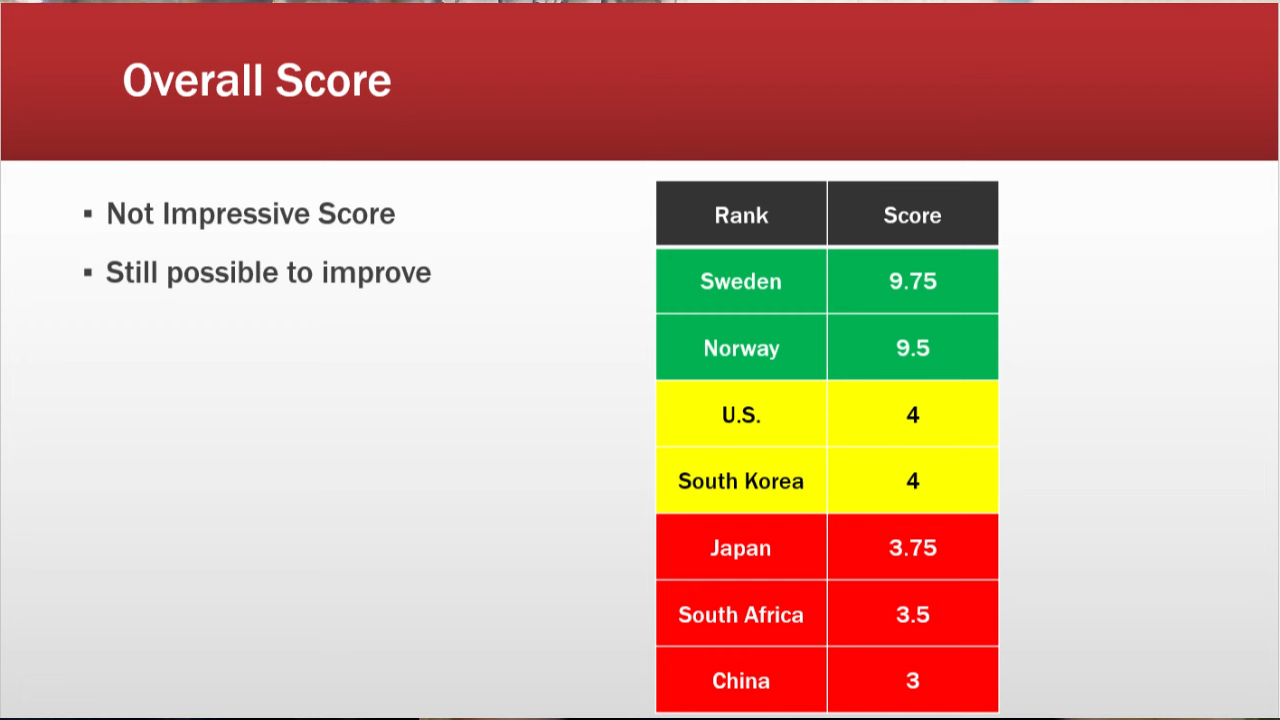 Overall Score
▪ Not Impressive Score
▪ Still possible to improve
Rank Score
Sweden 9.75
Norway 9.5
U.S. 4
South Korea 4
Japan 3.75
South Africa 3.5
China 3